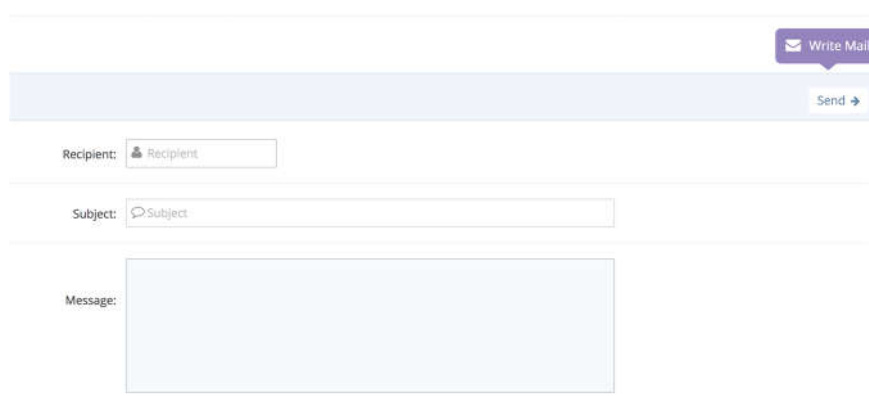 Write Mail
Send
Recipient: Recipient
Subject: Subject
Message: